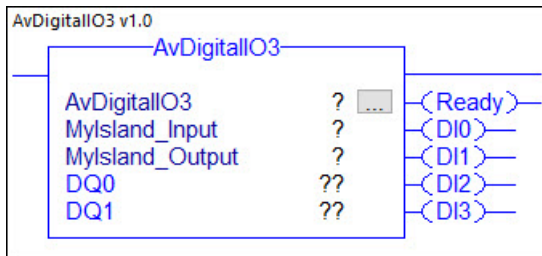 AvDigitalIO3 v1.0
AvDigitalIO3
AvDigitalIO3 ? ... Ready
MyIsland_Input ? DI0
MyIsland_Output ? DI1
DQ0 ?? DI2
DQ1 ?? DI3